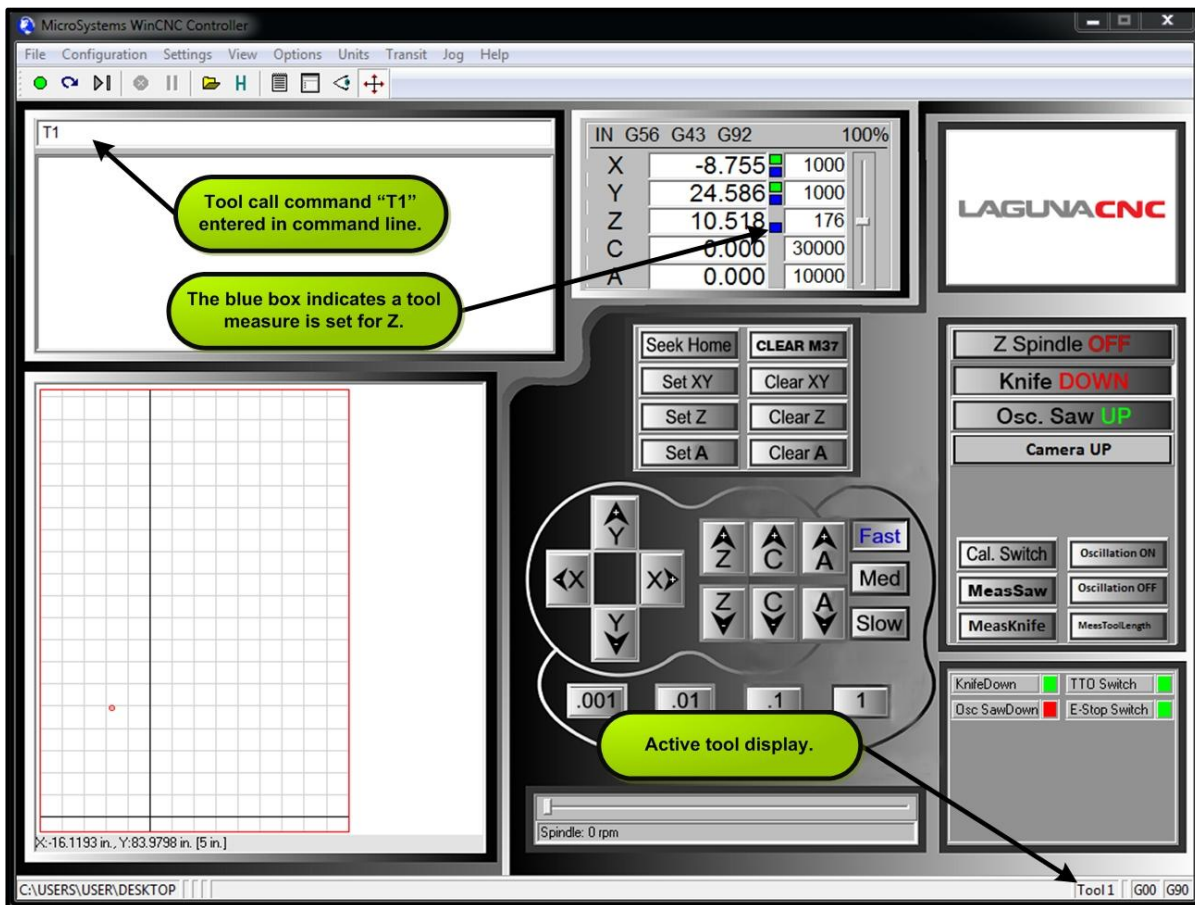 MicroSystems WinCNC Controller
File Configuration Settings View Options Units Transit Jog Help
H
T1
Tool call command “T1”
entered in command line.
The blue box indicates a tool
measure is set for Z.
IN G56 G43 G92 100%
X -8.755 1000
Y 24.586 1000
Z 10.518 176
C 0.000 30000
A 0.000 10000
LAGUNACNC
Seek Home CLEAR M37
Set XY Clear XY
Set Z Clear Z
Set A Clear A
Z Spindle OFF
Knife DOWN
Osc. Saw UP
Camera UP
Cal. Switch Oscillation ON
MeasSaw Oscillation OFF
MeasKnife MeasToolLength
+ Y
X X+
Y -
Z+ C+ A+
Z- C- A-
Fast
Med
Slow
.001 .01 .1 1
Active tool display.
KnifeDown TTO Switch
Osc SawDown E-Stop Switch
Spindle: 0 rpm
X:-16.1193 in., Y:83.9798 in. [5 in.]
C:\USERS\USER\DESKTOP Tool 1 G00 G90